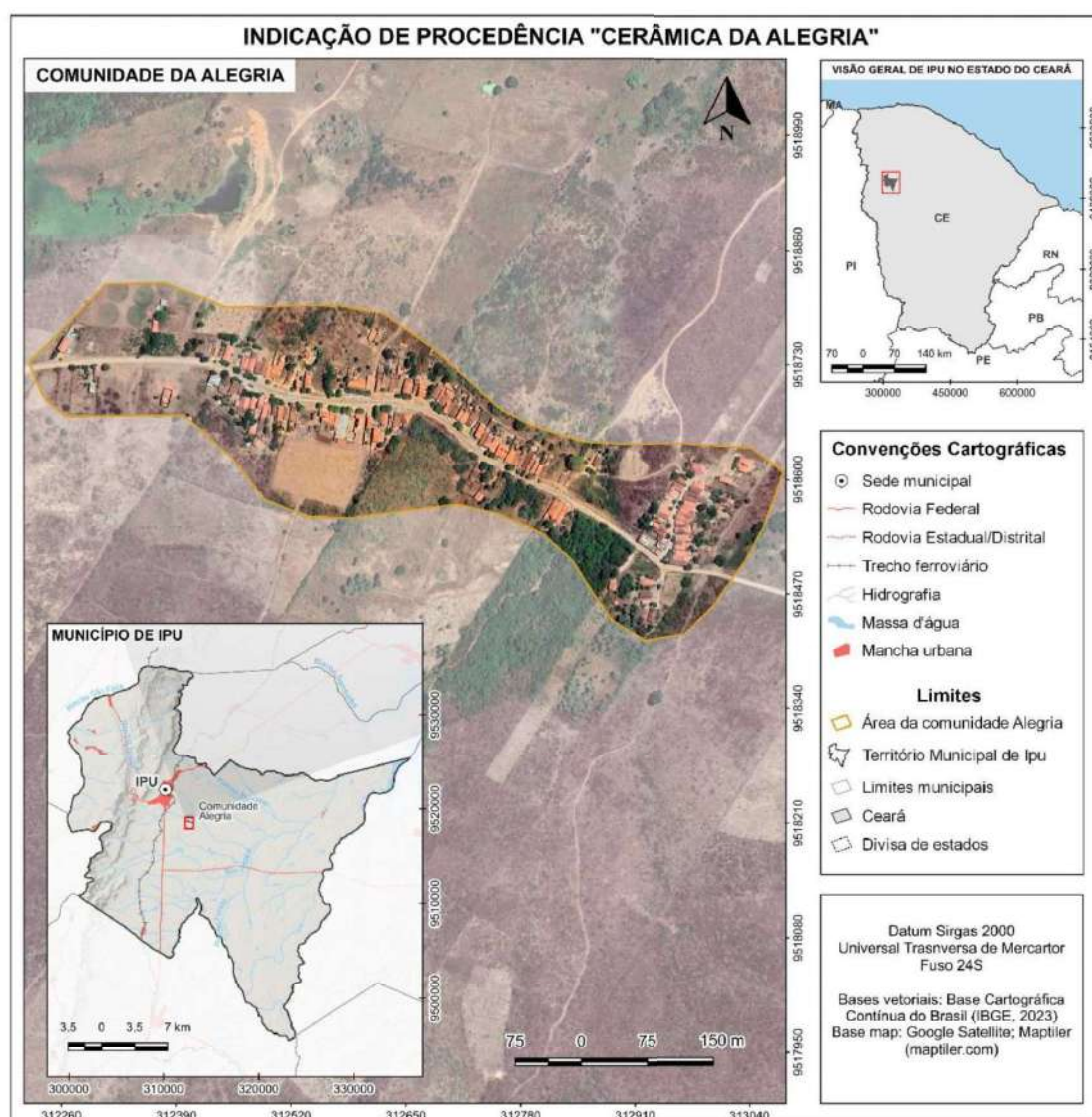 INDICAÇÃO DE PROCEDÊNCIA "CERÂMICA DA ALEGRIA"
COMUNIDADE DA ALEGRIA
N
9518990
9518860
9518730
9518600
9518470
9518340
9518210
9518080
9517950
75 0 75 150 m
312260 312390 312520 312650 312780 312910 313040
MUNICÍPIO DE IPU
IPU
Comunidade
Alegria
9530000
9520000
9510000
9500000
3,5 0 3,5 7 km
300000 310000 320000 330000
VISÃO GERAL DE IPU NO ESTADO DO CEARÁ
MA
CE
PI
RN
PB
PE
70 0 70 140 km
300000 450000 600000
Convenções Cartográficas
Sede municipal
Rodovia Federal
Rodovia Estadual/Distrital
Trecho ferroviário
Hidrografia
Massa d'água
Mancha urbana
Limites
Área da comunidade Alegria
Território Municipal de Ipu
Limites municipais
Ceará
Divisa de estados
Datum Sirgas 2000
Universal Trasnversa de Mercartor
Fuso 24S
Bases vetoriais: Base Cartográfica
Contínua do Brasil (IBGE, 2023)
Base map: Google Satellite; Maptiler
(maptiler.com)